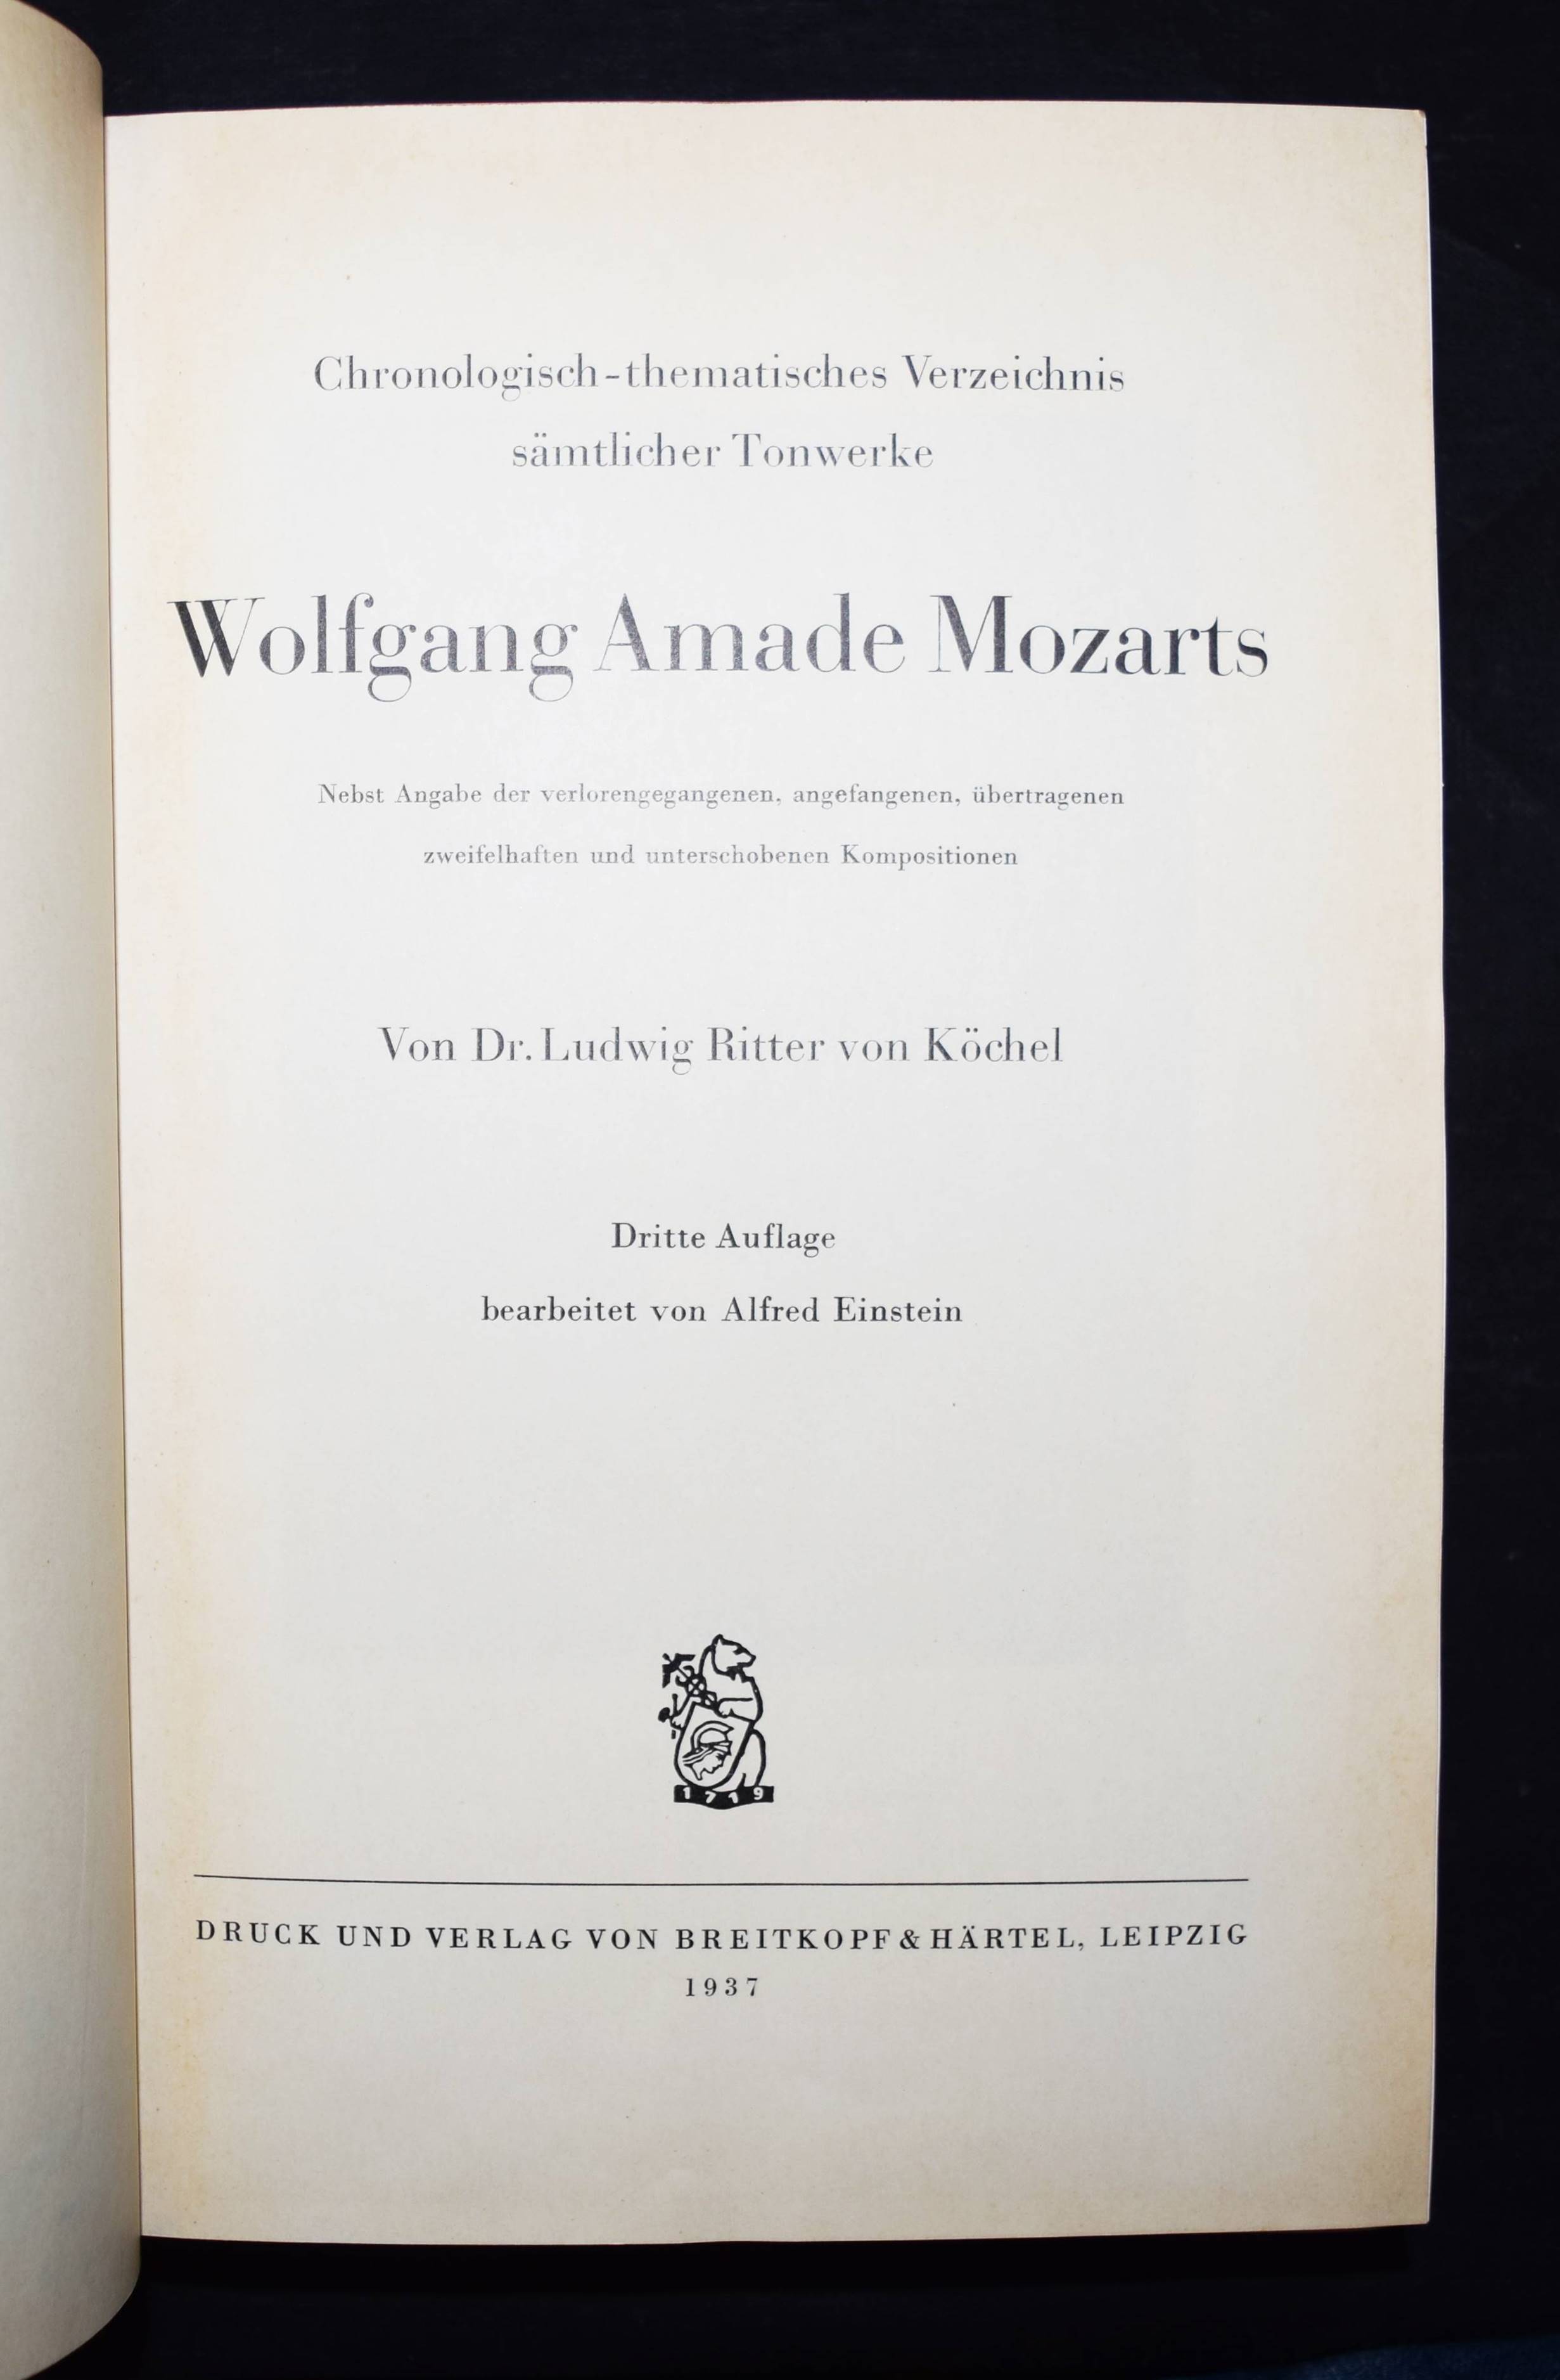 Chronologisch-thematisches Verzeichnis
sämtlicher Tonwerke
Wolfgang Amade Mozarts
Nebst Angabe der verlorengegangenen, angefangenen, übertragenen
zweifelhaften und unterschobenen Kompositionen
Von Dr. Ludwig Ritter von Köchel
Dritte Auflage
bearbeitet von Alfred Einstein
1719
DRUCK UND VERLAG VON BREITKOPF & HÄRTEL, LEIPZIG
1937